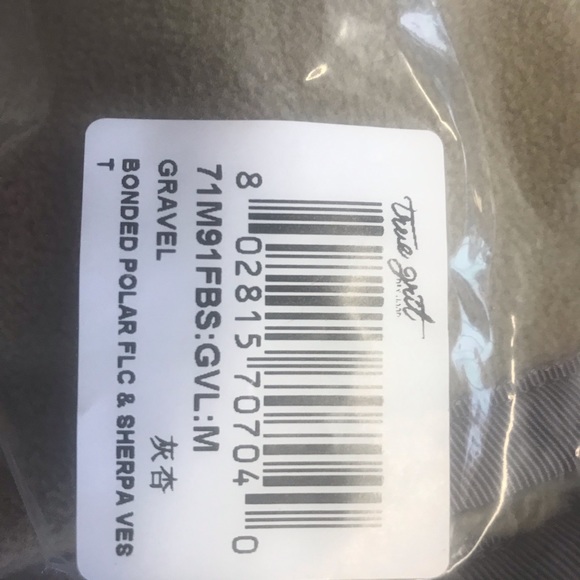 true grit
8 02815 70704 0
71M91FBS:GVL:M
GRAVEL 灰杏
BONDED POLAR FLC & SHERPA VES
T